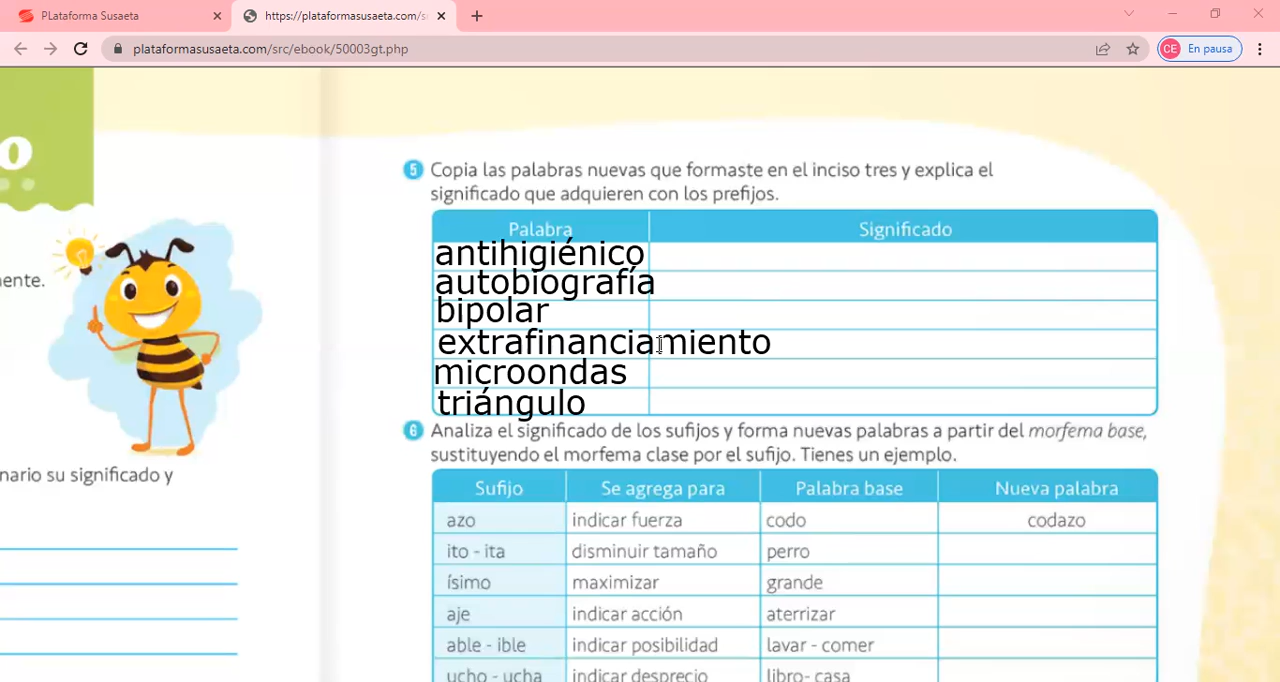 PLataforma Susaeta
https://plataformasusaeta.com/s
plataformasusaeta.com/src/ebook/50003gt.php
CE En pausa
o
ente.
nario su significado y
5 Copia las palabras nuevas que formaste en el inciso tres y explica el
significado que adquieren con los prefijos.
Palabra Significado
antihigiénico
autobiografía
bipolar
extrafinanciamiento
microondas
triángulo
6 Analiza el significado de los sufijos y forma nuevas palabras a partir del morfema base,
sustituyendo el morfema clase por el sufijo. Tienes un ejemplo.
Sufijo Se agrega para Palabra base Nueva palabra
azo indicar fuerza codo codazo
ito - ita disminuir tamaño perro
ísimo maximizar grande
aje indicar acción aterrizar
able - ible indicar posibilidad lavar - comer
ucho - ucha indicar desprecio libro- casa